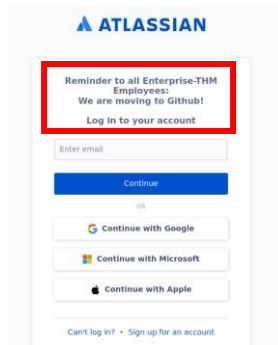 ATLASSIAN
Reminder to all Enterprise-THM
Employees:
We are moving to Github!
Log in to your account
Enter email
Continue
OR
Continue with Google
Continue with Microsoft
Continue with Apple
Can't log in? • Sign up for an account